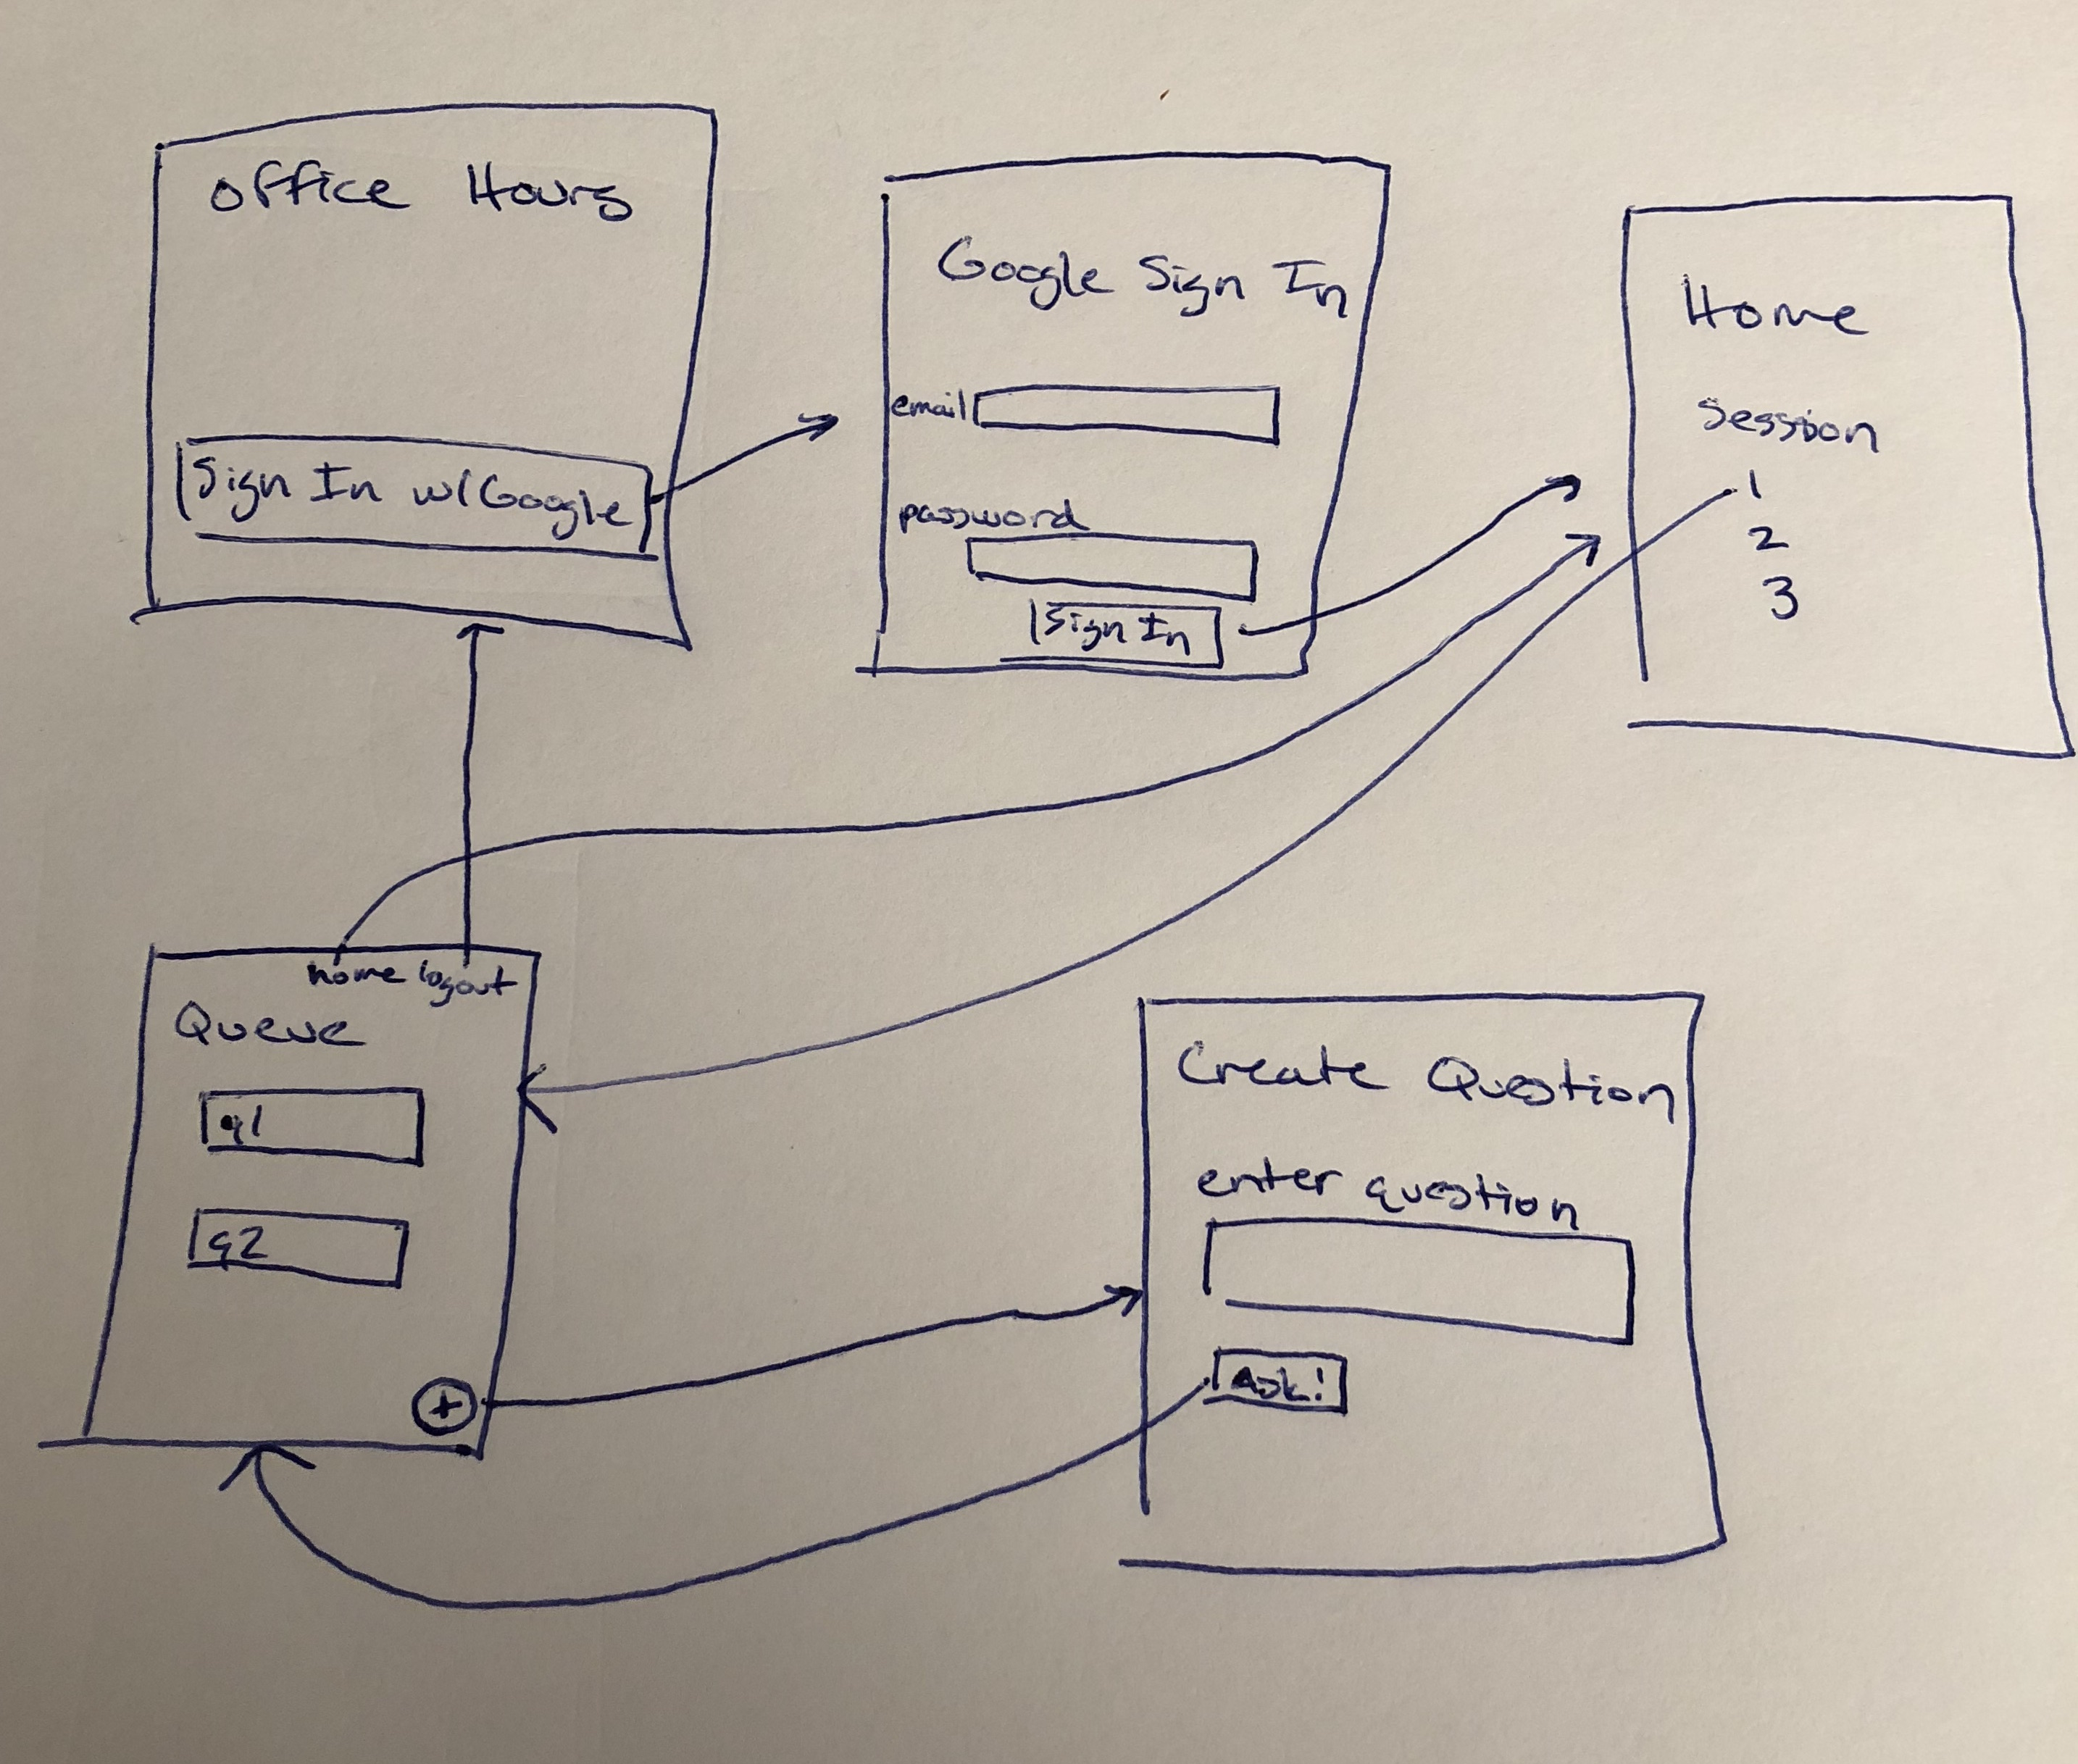 Office Hours
Sign In w/Google
Google Sign In
email
password
Sign In
Home
Session
1
2
3
home logout
Queue
q1
q2
+
Create Question
enter question
Ask!